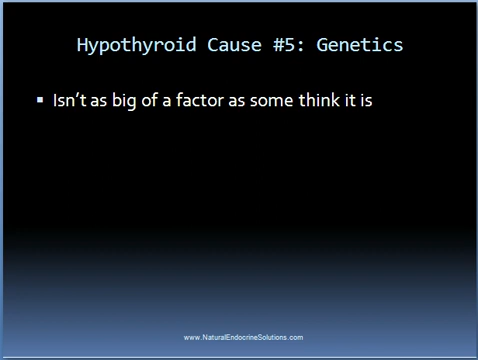 Hypothyroid Cause #5: Genetics
Isn't as big of a factor as some think it is
www.NaturalEndocrineSolutions.com